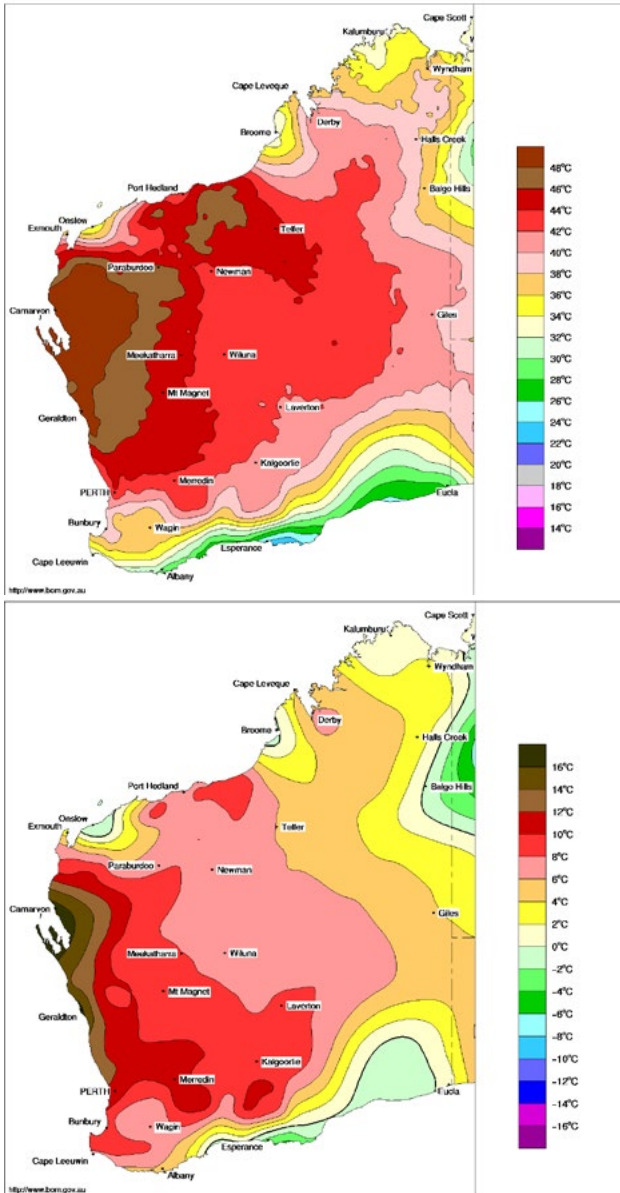 Cape Scott
Kalumburu
Wyndham
Cape Leveque
Derby
Broome
Halls Creek
Balgo Hills
Port Hedland
Onslow
Exmouth
Telfer
Paraburdoo
Newman
Carnarvon
Giles
Meekatharra
Wiluna
Mt Magnet
Geraldton
Laverton
Kalgoorlie
Merredin
PERTH
Eucla
Bunbury
Wagin
Cape Leeuwin
Esperance
Albany
http://www.bom.gov.au
48°C
46°C
44°C
42°C
40°C
38°C
36°C
34°C
32°C
30°C
28°C
26°C
24°C
22°C
20°C
18°C
16°C
14°C
Cape Scott
Kalumburu
Wyndham
Cape Leveque
Derby
Broome
Halls Creek
Balgo Hills
Port Hedland
Onslow
Exmouth
Telfer
Paraburdoo
Newman
Carnarvon
Giles
Meekatharra
Wiluna
Mt Magnet
Geraldton
Laverton
Kalgoorlie
Merredin
PERTH
Eucla
Bunbury
Wagin
Cape Leeuwin
Esperance
Albany
http://www.bom.gov.au
16°C
14°C
12°C
10°C
8°C
6°C
4°C
2°C
0°C
-2°C
-4°C
-6°C
-8°C
-10°C
-12°C
-14°C
-16°C